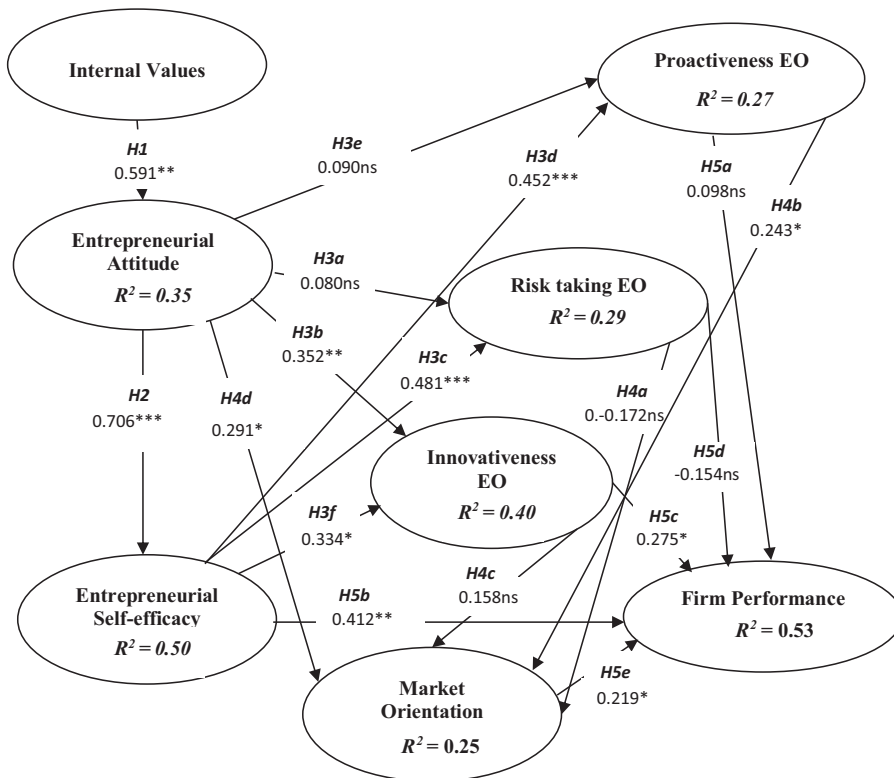 Internal Values
Proactiveness EO
R² = 0.27
H1
0.591**
H3e
0.090ns
H3d
0.452***
H5a
0.098ns
H4b
0.243*
Entrepreneurial
Attitude
R² = 0.35
H3a
0.080ns
Risk taking EO
R² = 0.29
H3b
0.352**
H3c
0.481***
H2
0.706***
H4d
0.291*
H4a
0.-0.172ns
Innovativeness
EO
R² = 0.40
H5d
-0.154ns
H3f
0.334*
H5c
0.275*
H4c
0.158ns
Entrepreneurial
Self-efficacy
R² = 0.50
H5b
0.412**
Firm Performance
R² = 0.53
Market
Orientation
R² = 0.25
H5e
0.219*